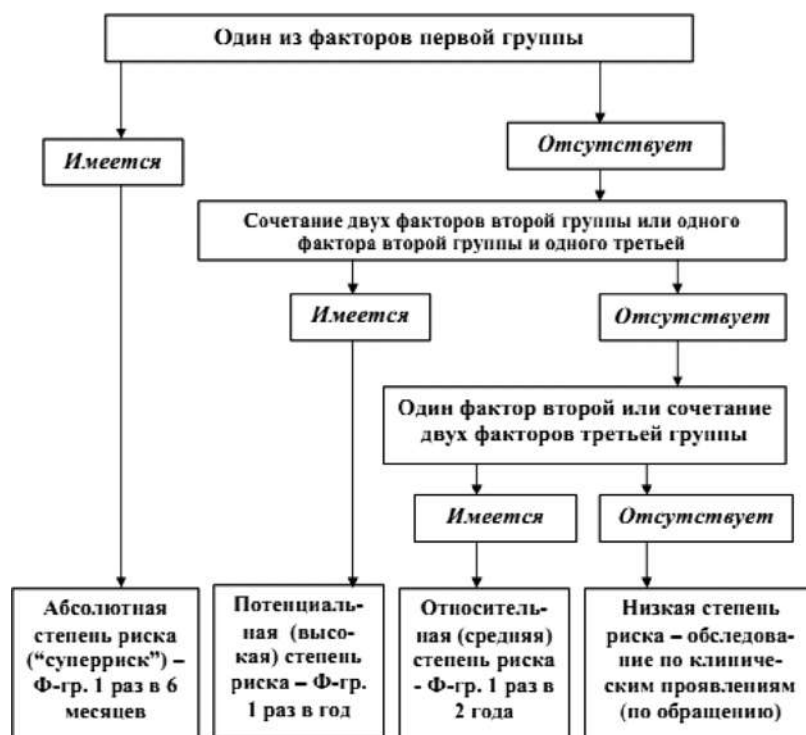 Один из факторов первой группы
Имеется
Отсутствует
Сочетание двух факторов второй группы или одного
фактора второй группы и одного третьей
Имеется
Отсутствует
Один фактор второй или сочетание
двух факторов третьей группы
Имеется
Отсутствует
Абсолютная
степень риска
(“суперриск”) –
Ф-гр. 1 раз в 6
месяцев
Потенциаль-
ная (высо-
кая) степень
риска – Ф-гр.
1 раз в год
Относитель-
ная (средняя)
степень риска
- Ф-гр. 1 раз в
2 года
Низкая степень
риска – обследова-
ние по клиничес-
ким проявлениям
(по обращению)